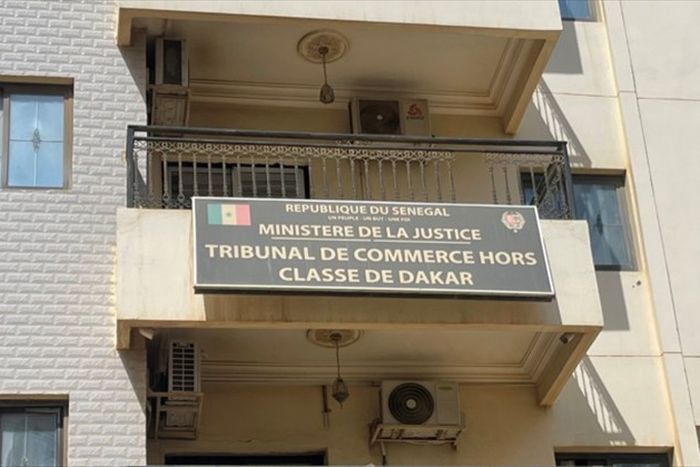 REPUBLIQUE DU SENEGAL
UN PEUPLE - UN BUT - UNE FOI
MINISTERE DE LA JUSTICE
TRIBUNAL DE COMMERCE HORS
CLASSE DE DAKAR